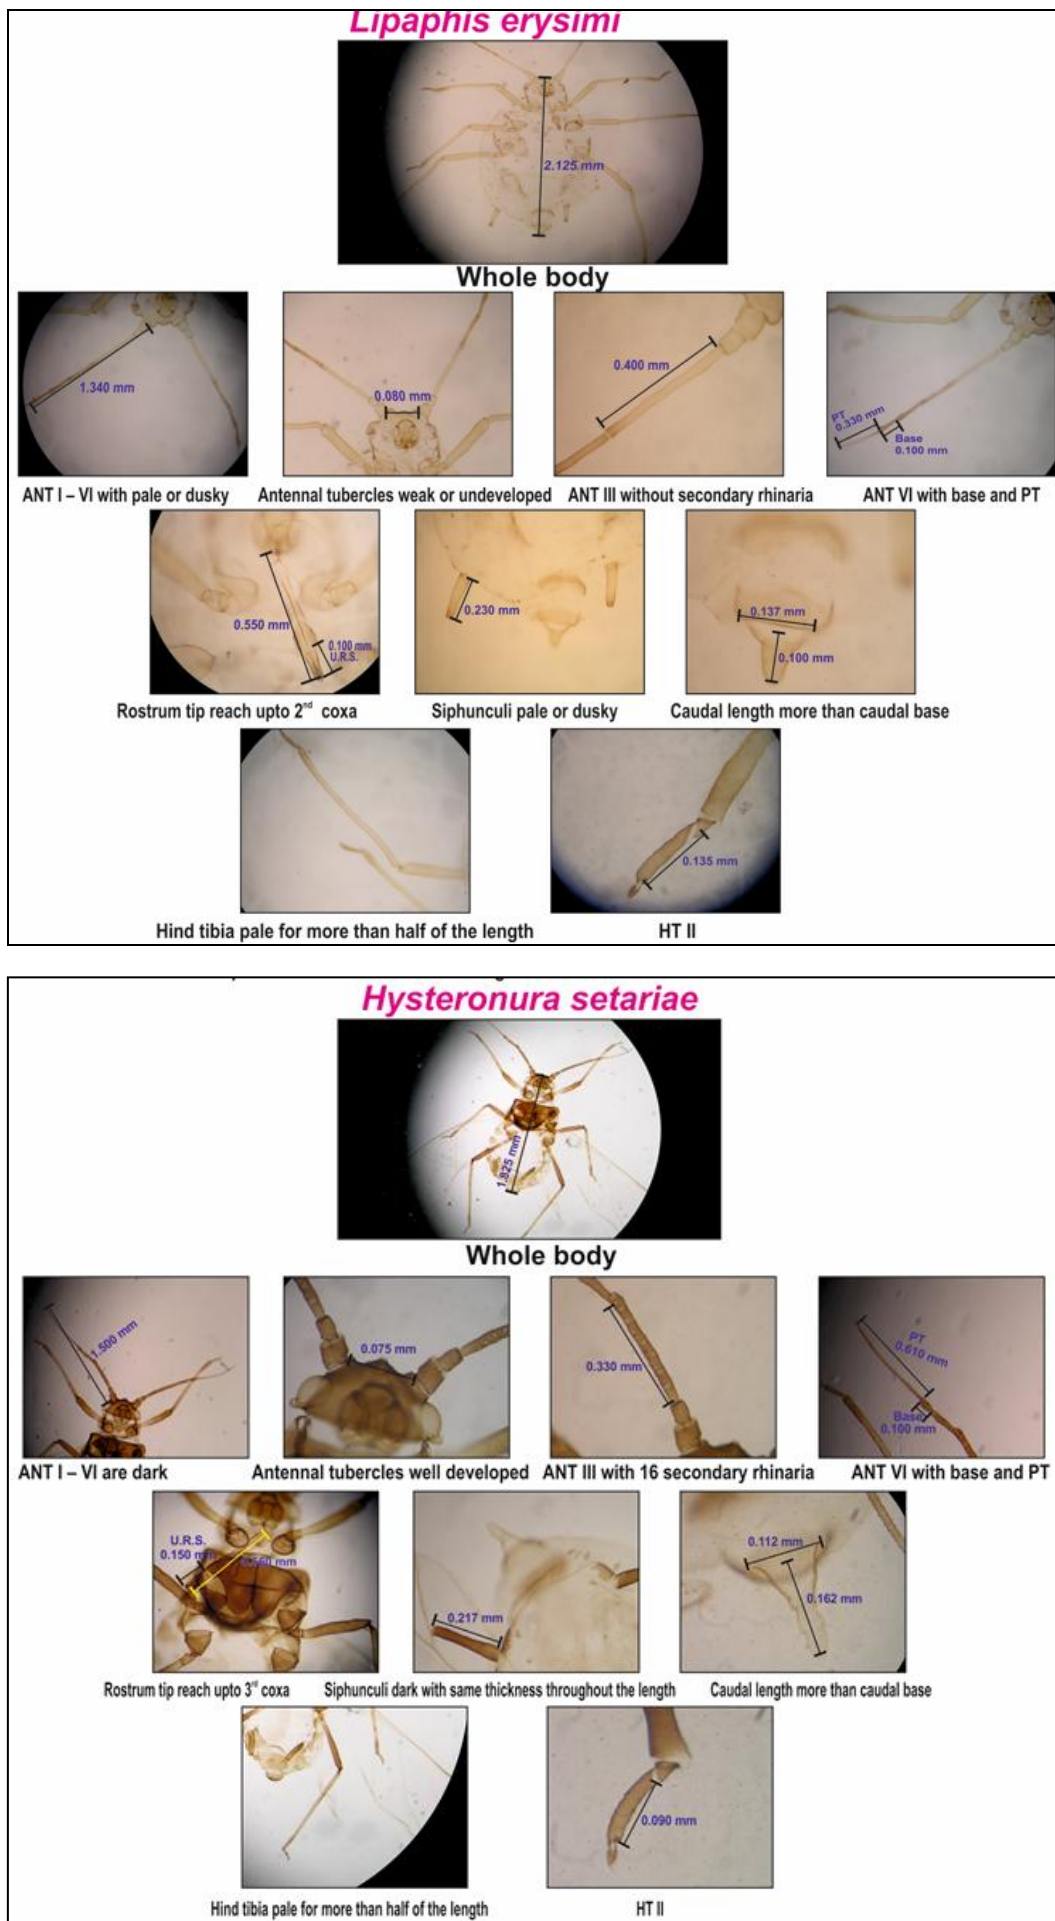 Lipaphis erysimi
2.125 mm
Whole body
1.340 mm
0.080 mm
0.400 mm
PT
0.330 mm
Base
0.100 mm
ANT I – VI with pale or dusky
Antennal tubercles weak or undeveloped
ANT III without secondary rhinaria
ANT VI with base and PT
0.550 mm
0.100 mm
U.R.S.
0.230 mm
0.137 mm
0.100 mm
Rostrum tip reach upto 2nd coxa
Siphunculi pale or dusky
Caudal length more than caudal base
0.135 mm
Hind tibia pale for more than half of the length
HT II
Hysteronura setariae
1.825 mm
Whole body
1.500 mm
0.075 mm
0.330 mm
PT
0.610 mm
Base
0.100 mm
ANT I – VI are dark
Antennal tubercles well developed
ANT III with 16 secondary rhinaria
ANT VI with base and PT
U.R.S.
0.150 mm
mm
0.217 mm
0.112 mm
0.162 mm
Rostrum tip reach upto 3rd coxa
Siphunculi dark with same thickness throughout the length
Caudal length more than caudal base
0.090 mm
Hind tibia pale for more than half of the length
HT II